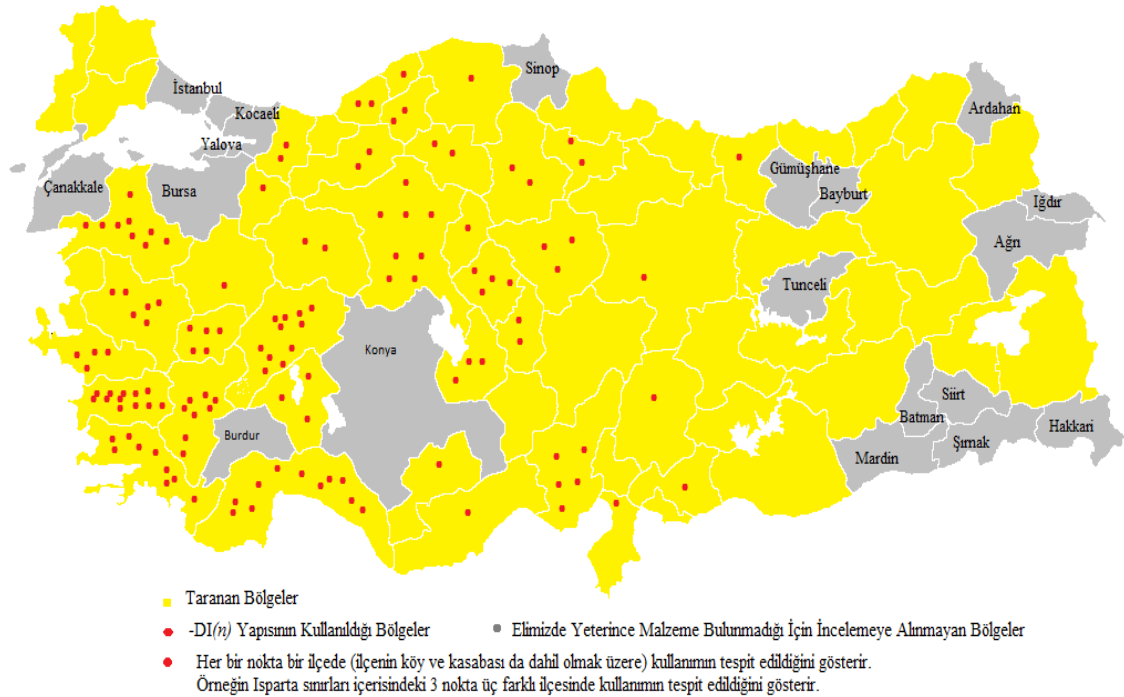 Sinop
İstanbul
Ardahan
Kocaeli
Yalova
Gümüşhane
Çanakkale
Bursa
Bayburt
Iğdır
Ağrı
Tunceli
Konya
Siirt
Batman
Burdur
Hakkari
Şırnak
Mardin
Taranan Bölgeler
-DI(n) Yapısının Kullanıldığı Bölgeler
Elimizde Yeterince Malzeme Bulunmadığı İçin İncelemeye Alınmayan Bölgeler
Her bir nokta bir ilçede (ilçenin köy ve kasabası da dahil olmak üzere) kullanımın tespit edildiğini gösterir.
Örneğin Isparta sınırları içerisindeki 3 nokta üç farklı ilçesinde kullanımın tespit edildiğini gösterir.